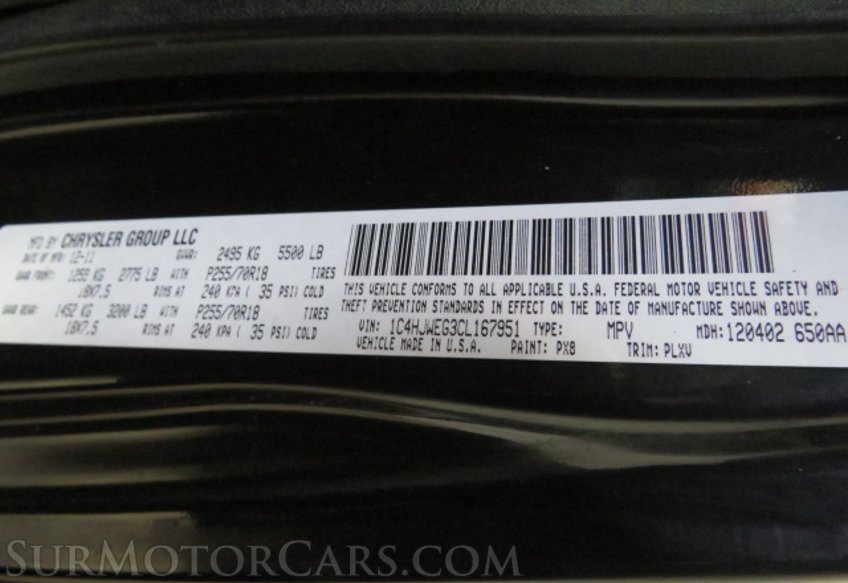 MFD BY CHRYSLER GROUP LLC
DATE OF MFR: 12-11 GVWR: 2495 KG 5500 LB
GAWR FRONT: 1259 KG 2775 LB WITH P255/70R18 TIRES
18X7.5 RIMS AT 240 KPA ( 35 PSI) COLD
GAWR REAR: 1452 KG 3200 LB WITH P255/70R18 TIRES
18X7.5 RIMS AT 240 KPA ( 35 PSI) COLD
THIS VEHICLE CONFORMS TO ALL APPLICABLE U.S.A. FEDERAL MOTOR VEHICLE SAFETY AND
THEFT PREVENTION STANDARDS IN EFFECT ON THE DATE OF MANUFACTURE SHOWN ABOVE.
VIN: 1C4HJWEG3CL167951 TYPE: MPV MDH:120402 650AA
VEHICLE MADE IN U.S.A. PAINT: PX8 TRIM: PLXV
SURMOTORCARS.COM